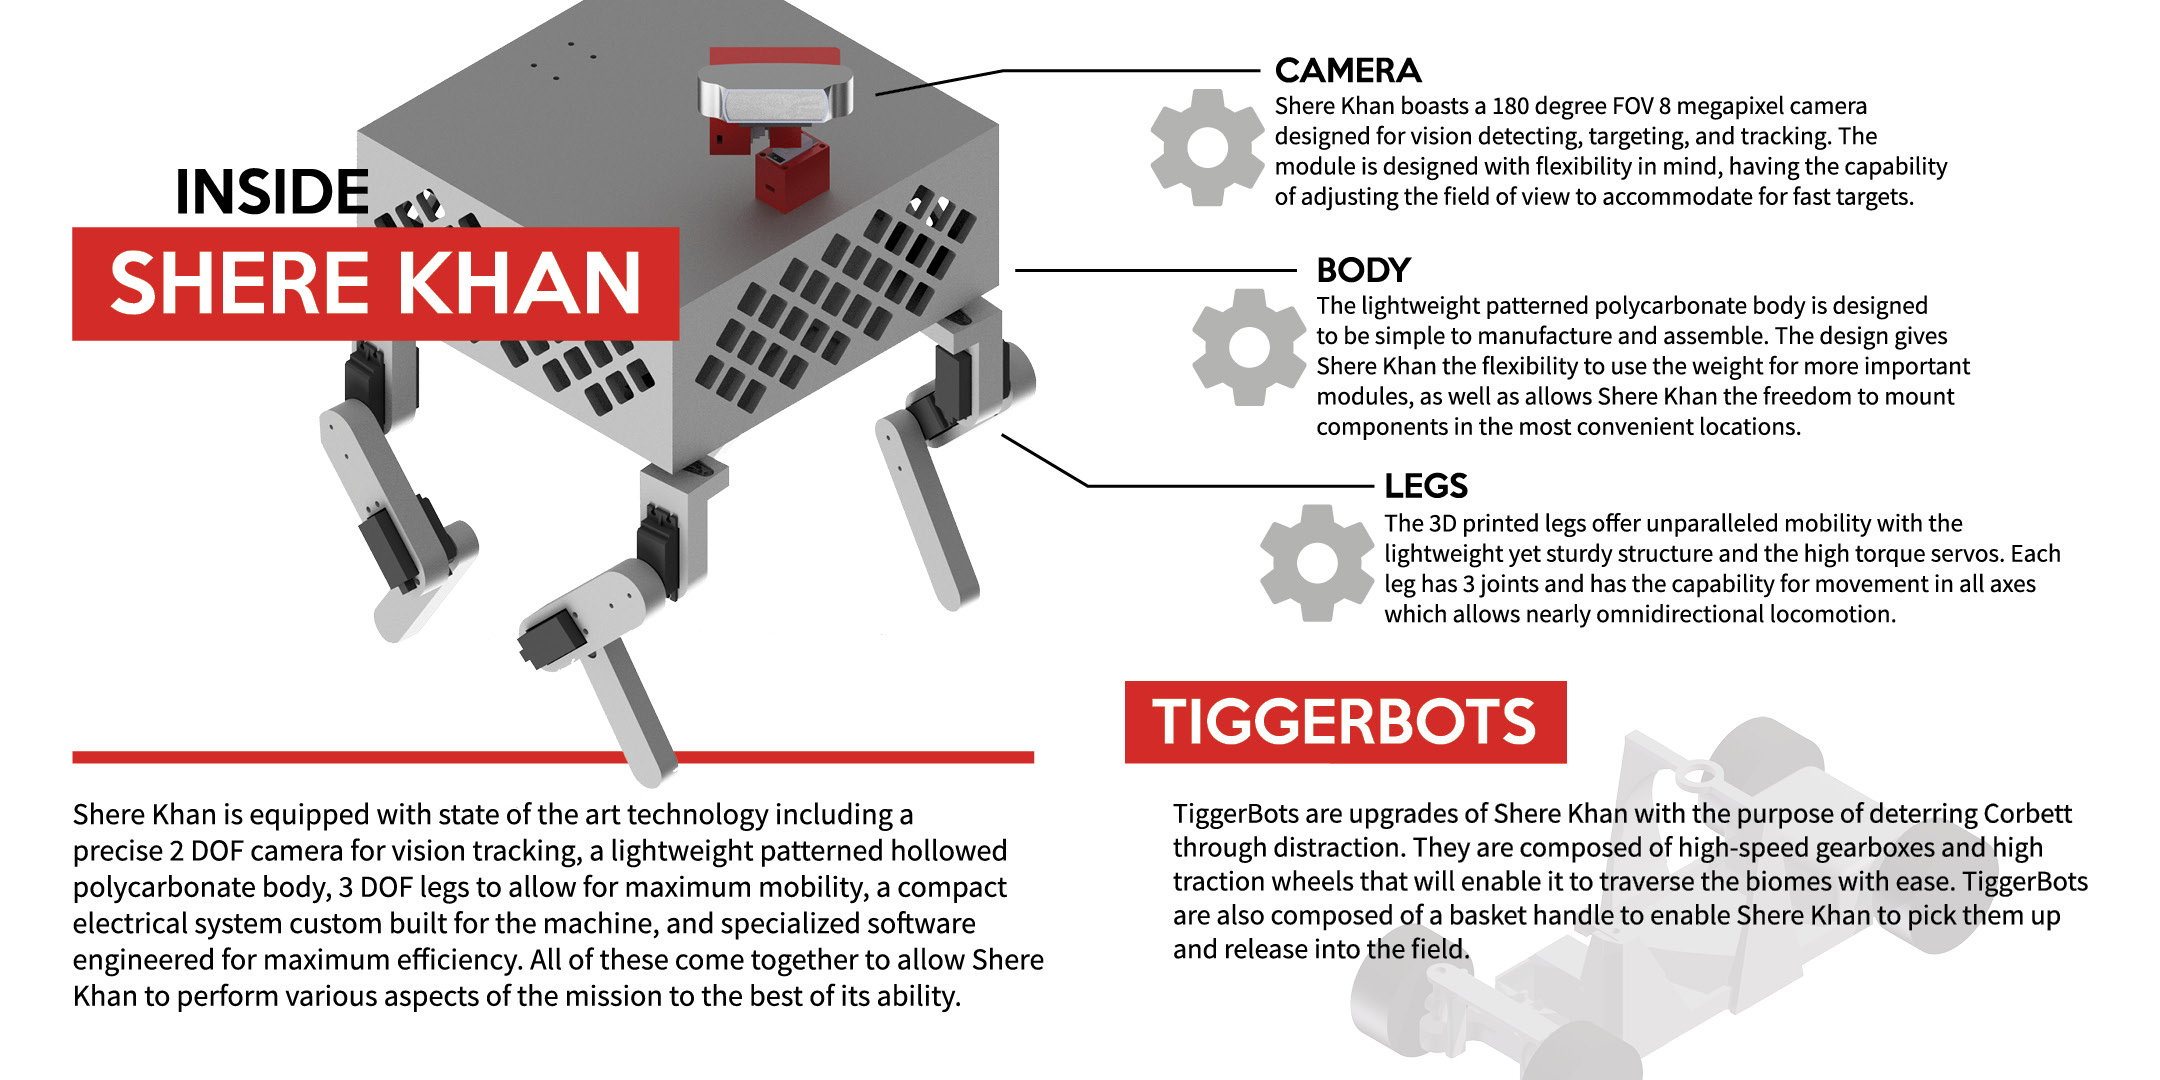 INSIDE
SHERE KHAN
CAMERA
Shere Khan boasts a 180 degree FOV 8 megapixel camera
designed for vision detecting, targeting, and tracking. The
module is designed with flexibility in mind, having the capability
of adjusting the field of view to accommodate for fast targets.
BODY
The lightweight patterned polycarbonate body is designed
to be simple to manufacture and assemble. The design gives
Shere Khan the flexibility to use the weight for more important
modules, as well as allows Shere Khan the freedom to mount
components in the most convenient locations.
LEGS
The 3D printed legs offer unparalleled mobility with the
lightweight yet sturdy structure and the high torque servos. Each
leg has 3 joints and has the capability for movement in all axes
which allows nearly omnidirectional locomotion.
Shere Khan is equipped with state of the art technology including a
precise 2 DOF camera for vision tracking, a lightweight patterned hollowed
polycarbonate body, 3 DOF legs to allow for maximum mobility, a compact
electrical system custom built for the machine, and specialized software
engineered for maximum efficiency. All of these come together to allow Shere
Khan to perform various aspects of the mission to the best of its ability.
TIGGERBOTS
TiggerBots are upgrades of Shere Khan with the purpose of deterring Corbett
through distraction. They are composed of high-speed gearboxes and high
traction wheels that will enable it to traverse the biomes with ease. TiggerBots
are also composed of a basket handle to enable Shere Khan to pick them up
and release into the field.